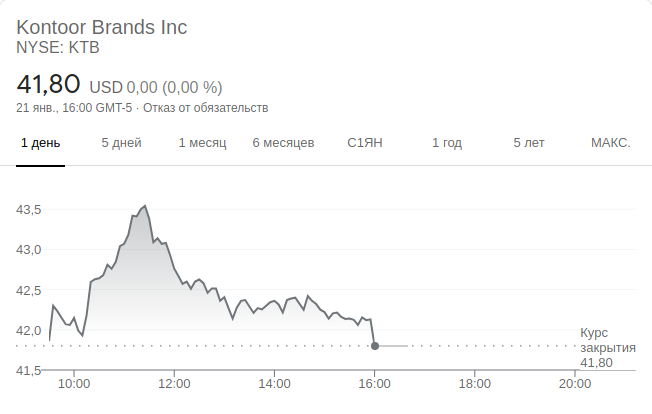 Kontoor Brands Inc
NYSE: KTB
41,80 USD 0,00 (0,00 %)
21 янв., 16:00 GMT-5 · Отказ от обязательств
1 день 5 дней 1 месяц 6 месяцев С1ЯН 1 год 5 лет МАКС.
43,5
43,0
42,5
42,0
Курс
закрытия
41,80
41,5
10:00 12:00 14:00 16:00 18:00 20:00